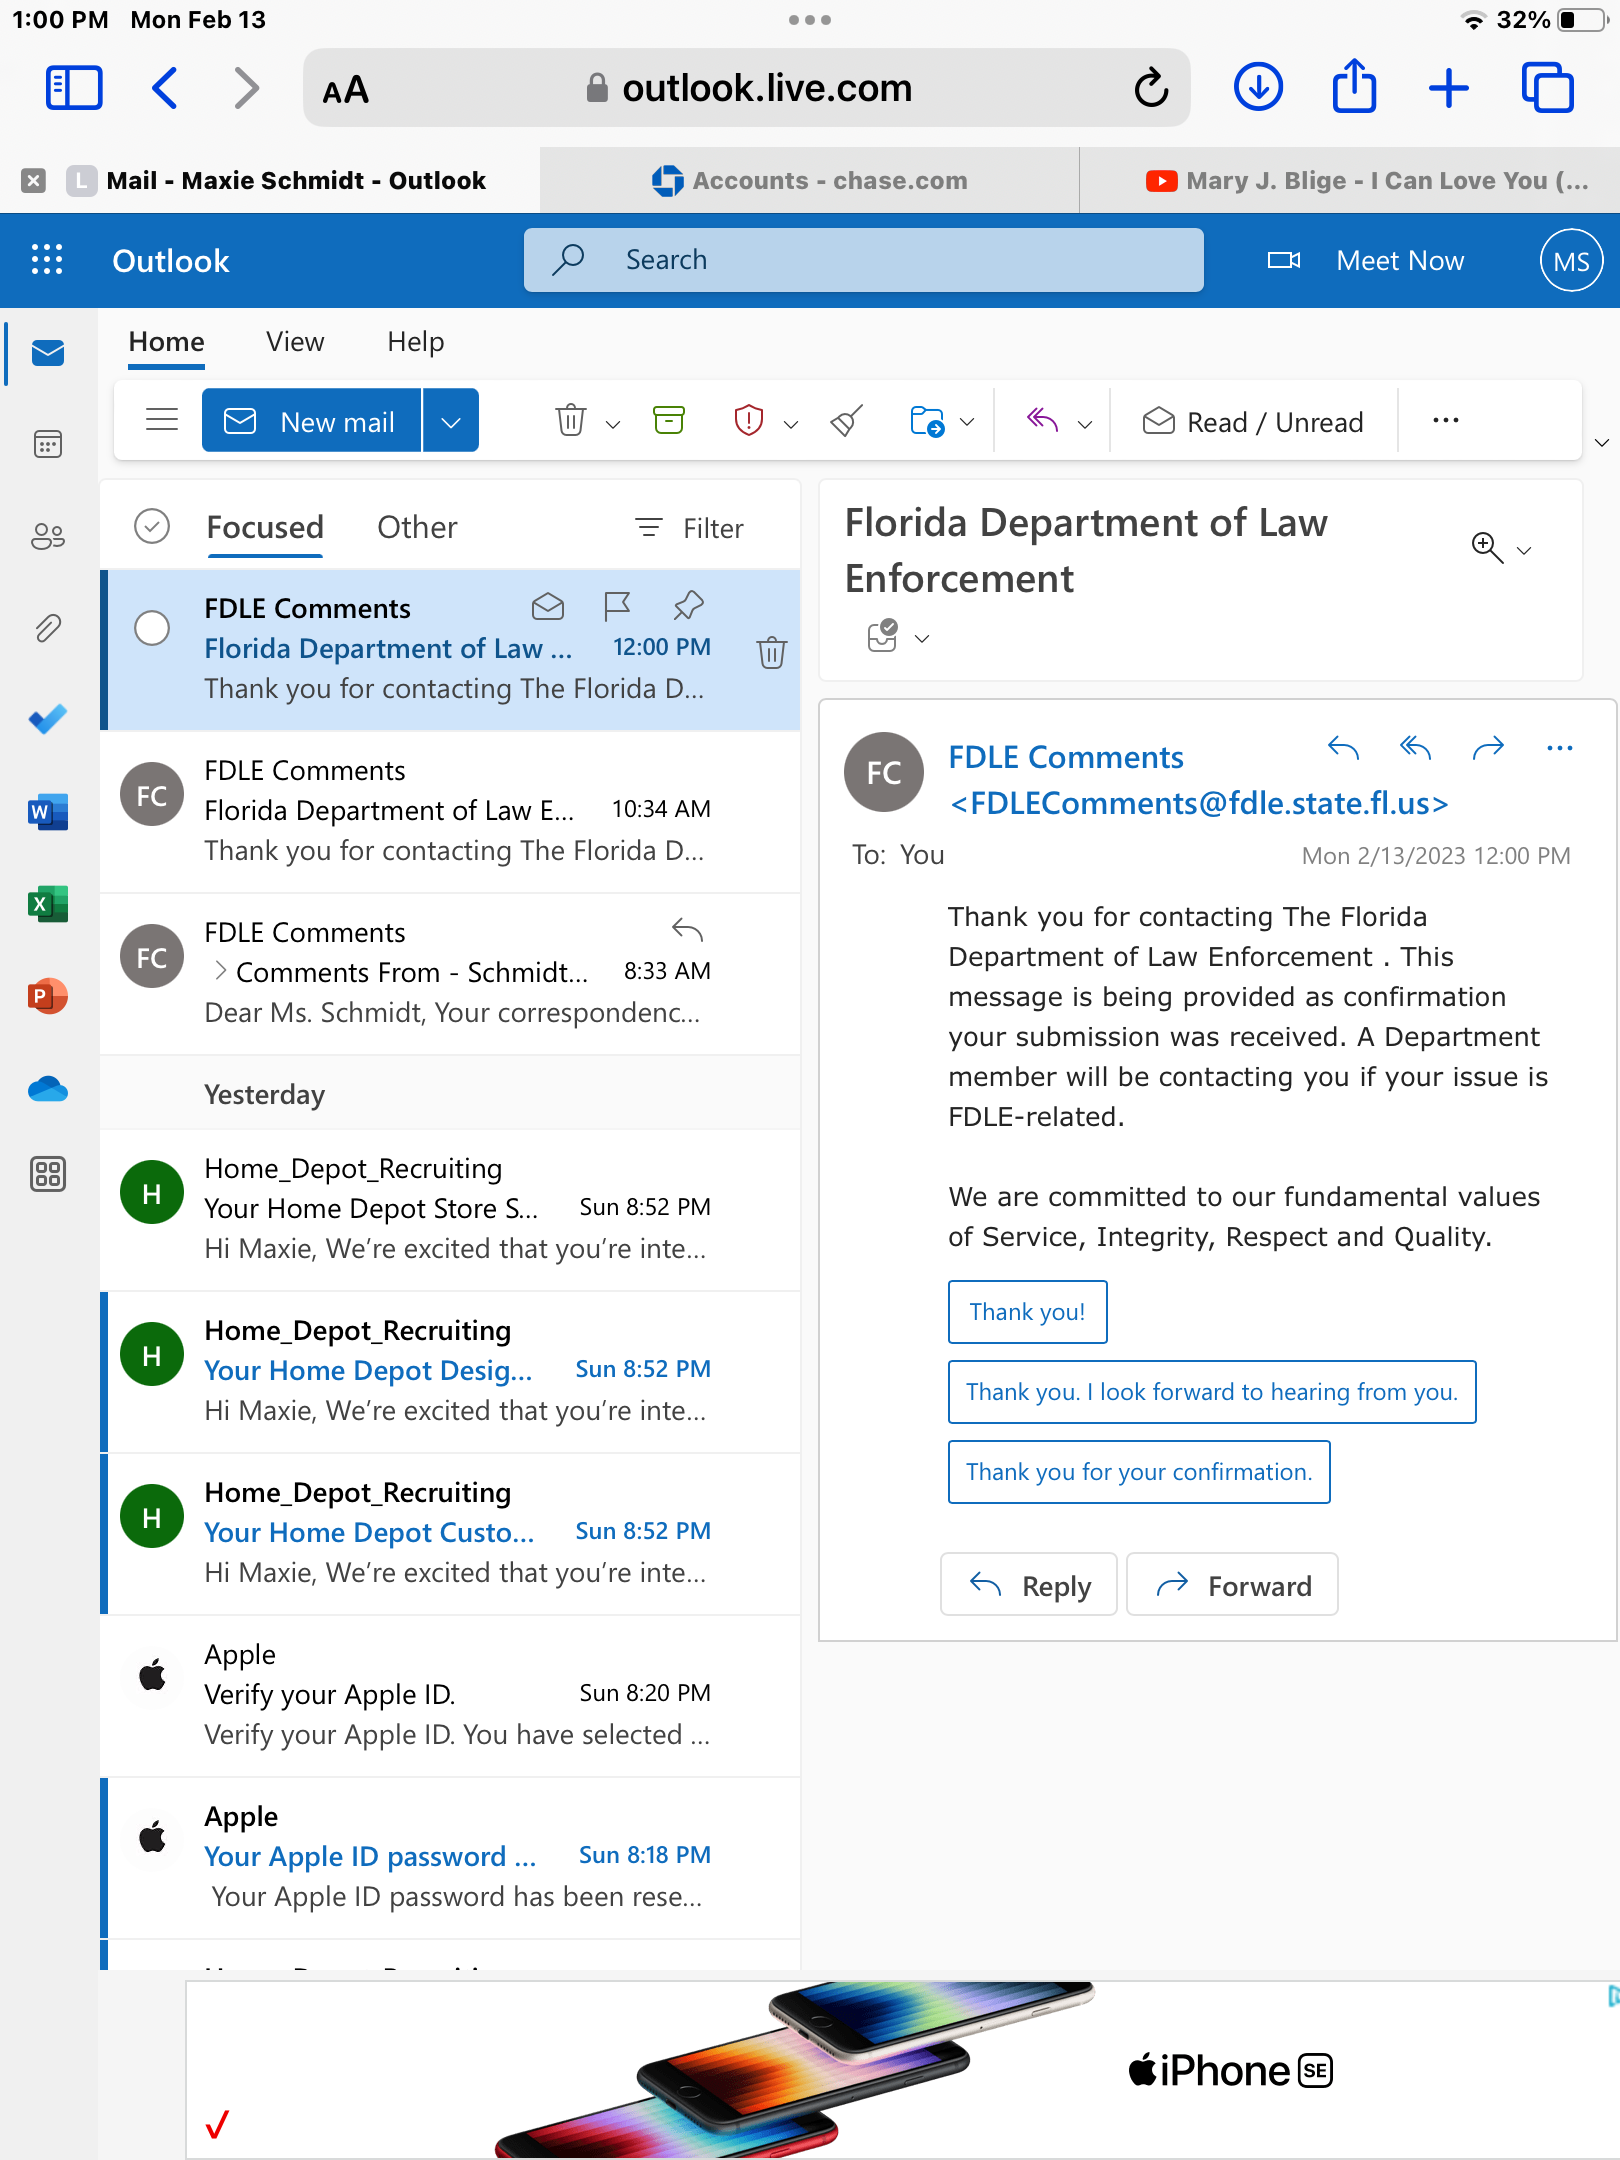 1:00 PM Mon Feb 13
32%
AA outlook.live.com
L Mail - Maxie Schmidt - Outlook
Accounts - chase.com
Mary J. Blige - I Can Love You (...
Outlook
Search
Meet Now
MS
Home View Help
New mail
Read / Unread
Focused Other Filter
FDLE Comments
Florida Department of Law ... 12:00 PM
Thank you for contacting The Florida D...
FC
FDLE Comments
Florida Department of Law E... 10:34 AM
Thank you for contacting The Florida D...
FC
FDLE Comments
Comments From - Schmidt... 8:33 AM
Dear Ms. Schmidt, Your correspondenc...
Yesterday
H
Home_Depot_Recruiting
Your Home Depot Store S... Sun 8:52 PM
Hi Maxie, We’re excited that you’re inte...
H
Home_Depot_Recruiting
Your Home Depot Desig... Sun 8:52 PM
Hi Maxie, We’re excited that you’re inte...
H
Home_Depot_Recruiting
Your Home Depot Custo... Sun 8:52 PM
Hi Maxie, We’re excited that you’re inte...
Apple
Verify your Apple ID. Sun 8:20 PM
Verify your Apple ID. You have selected ...
Apple
Your Apple ID password ... Sun 8:18 PM
Your Apple ID password has been rese...
Florida Department of Law
Enforcement
FC
FDLE Comments
<FDLEComments@fdle.state.fl.us>
To: You
Mon 2/13/2023 12:00 PM
Thank you for contacting The Florida
Department of Law Enforcement . This
message is being provided as confirmation
your submission was received. A Department
member will be contacting you if your issue is
FDLE-related.
We are committed to our fundamental values
of Service, Integrity, Respect and Quality.
Thank you!
Thank you. I look forward to hearing from you.
Thank you for your confirmation.
Reply
Forward
W
X
P
iPhone SE